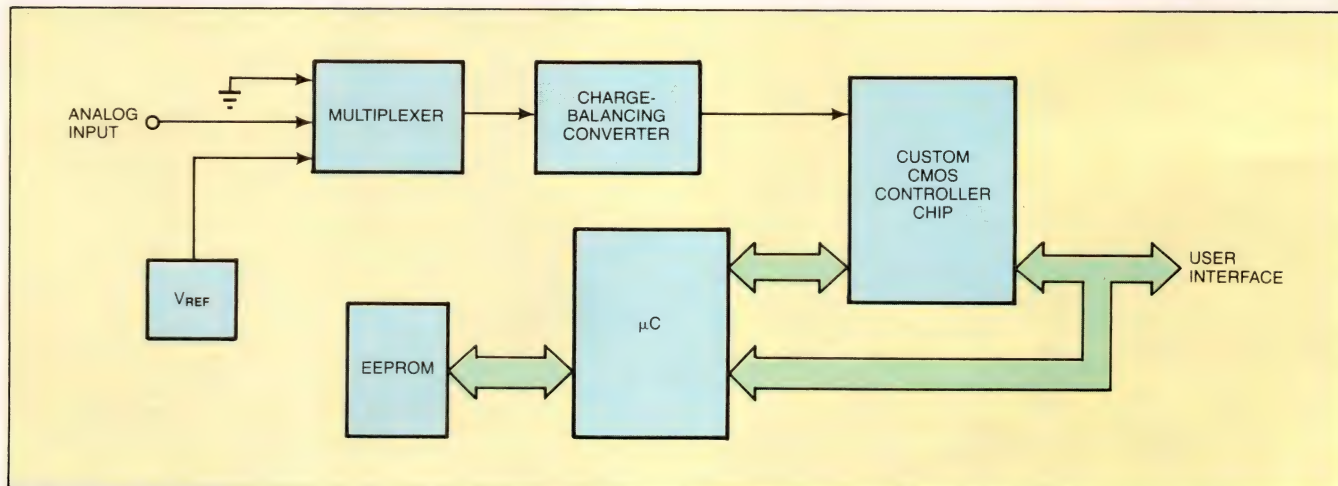 ANALOG
INPUT
MULTIPLEXER
CHARGE-
BALANCING
CONVERTER
CUSTOM
CMOS
CONTROLLER
CHIP
VREF
EEPROM
μC
USER
INTERFACE